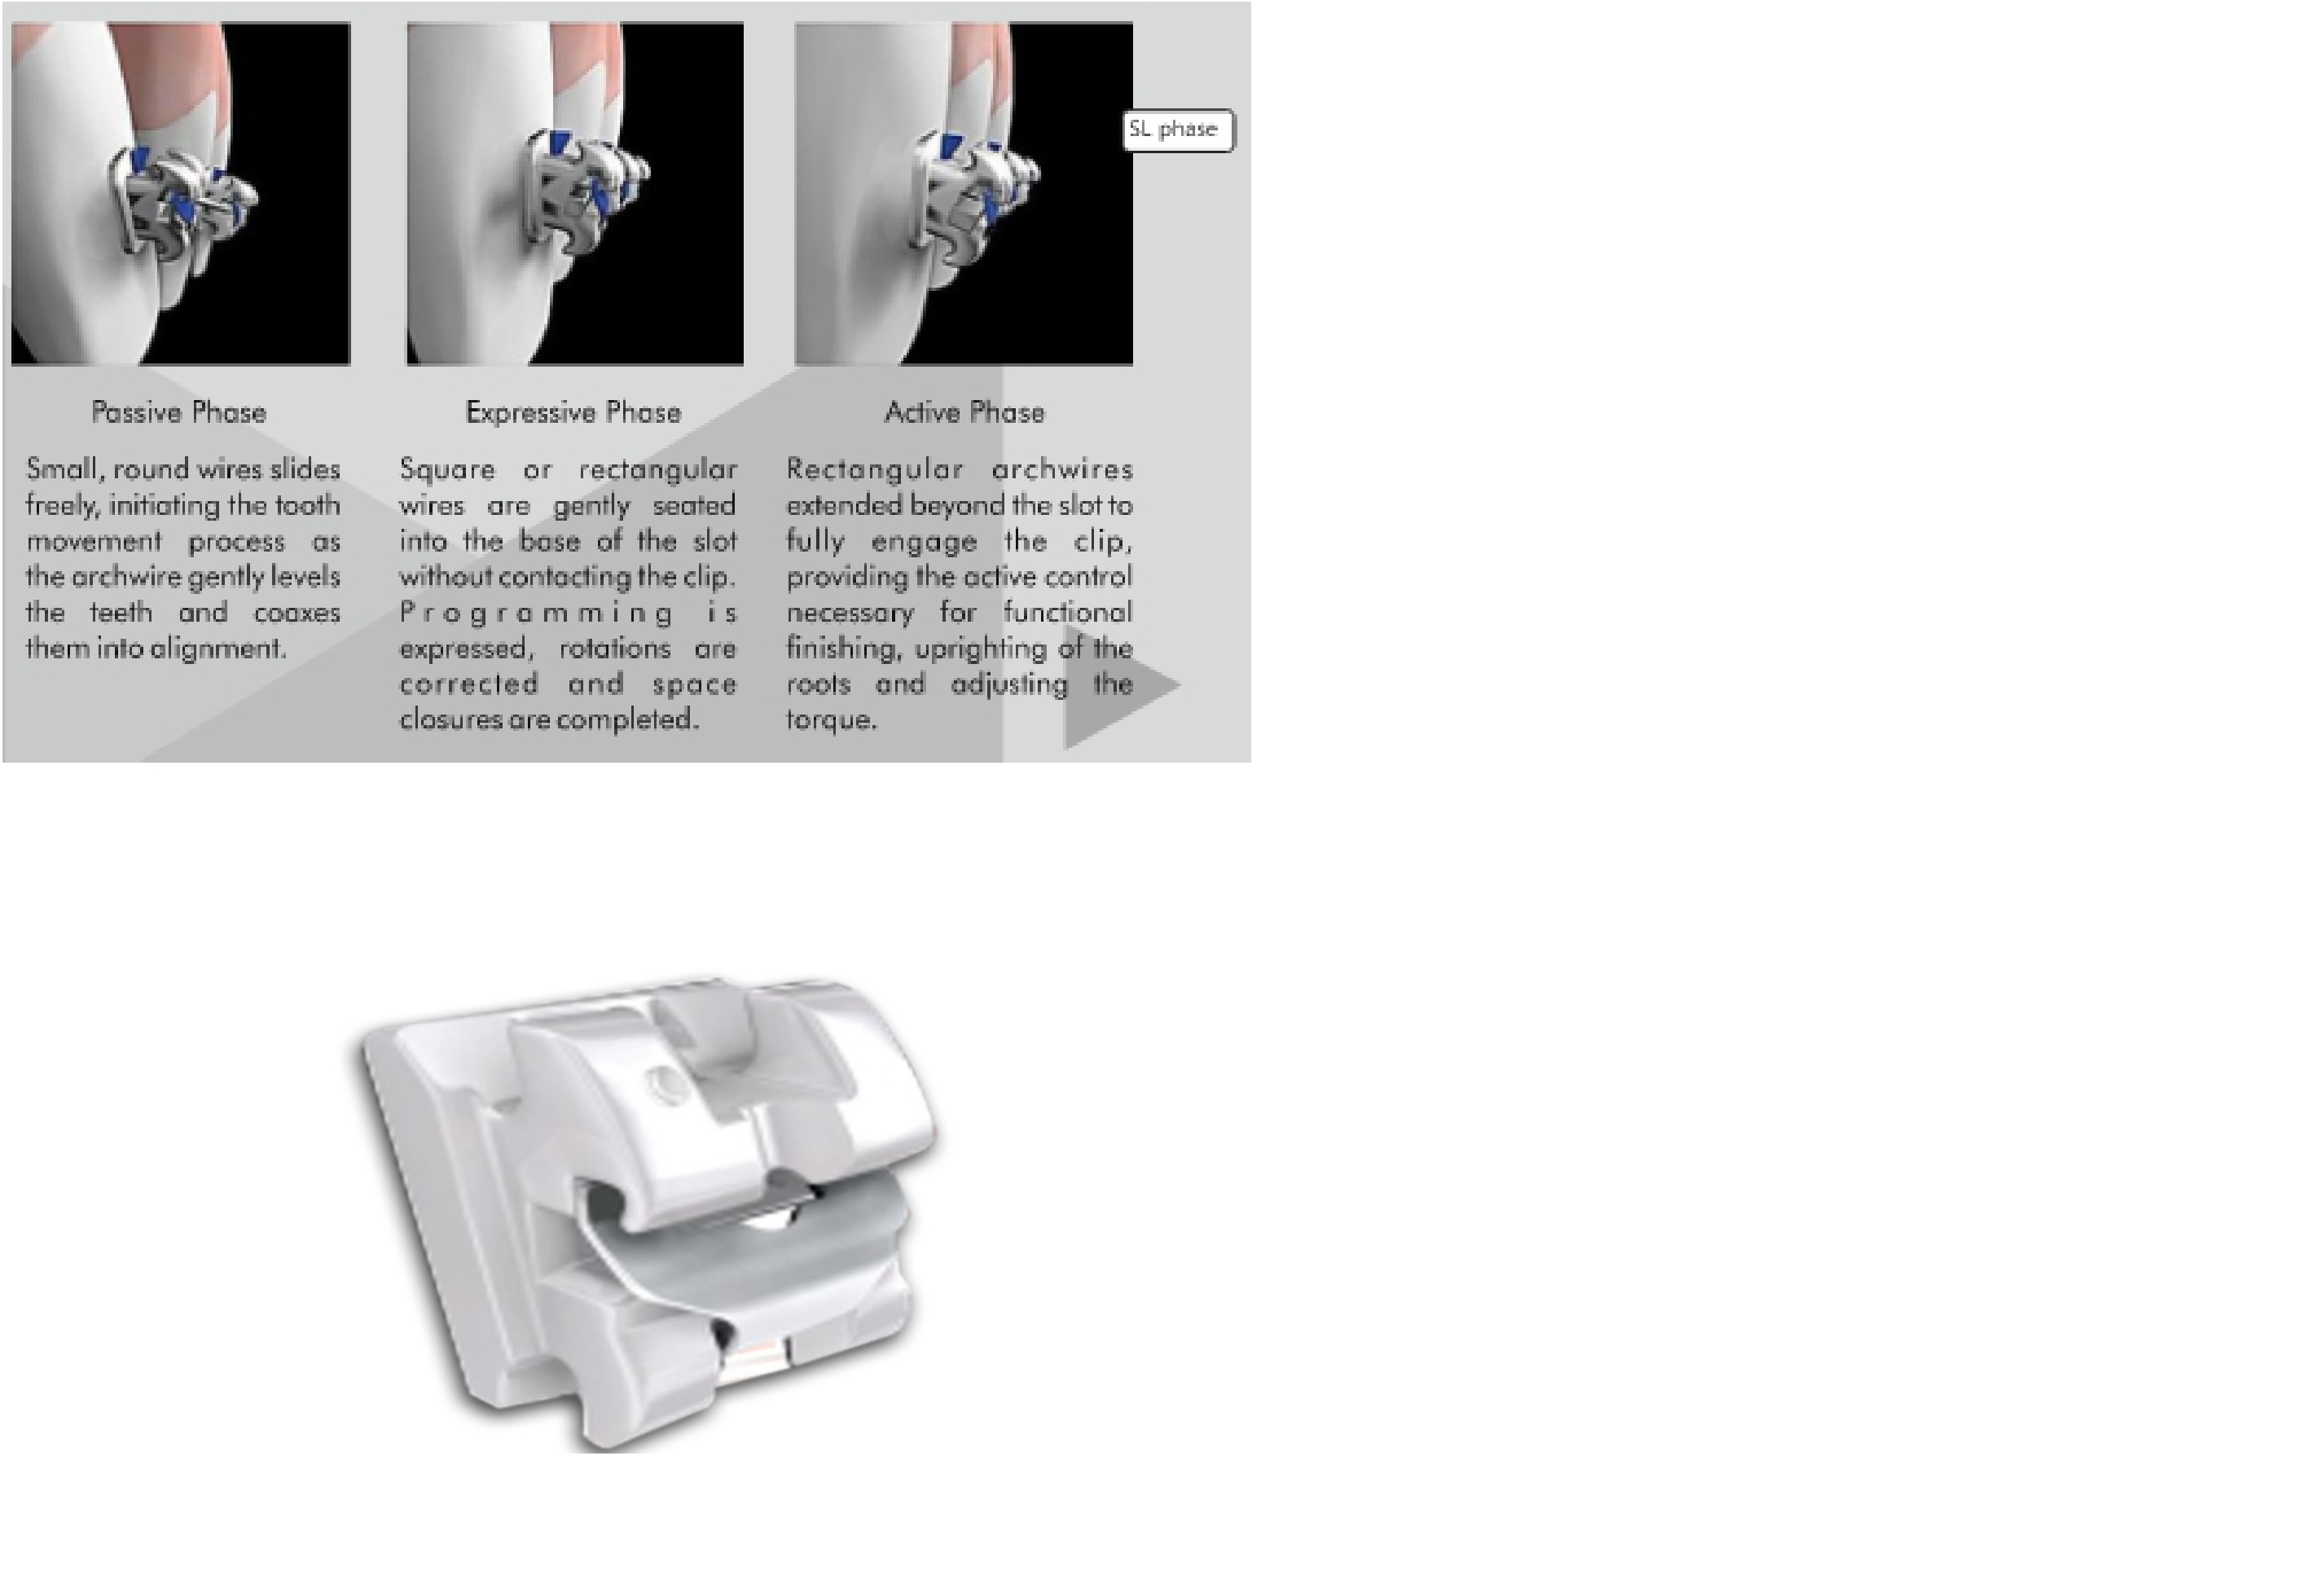 SL phase
Passive Phase
Small, round wires slides
freely, initiating the tooth
movement process as
the archwire gently levels
the teeth and coaxes
them into alignment.
Expressive Phase
Square or rectangular
wires are gently seated
into the base of the slot
without contacting the clip.
Programming is
expressed, rotations are
corrected and space
closures are completed.
Active Phase
Rectangular archwires
extended beyond the slot to
fully engage the clip,
providing the active control
necessary for functional
finishing, uprighting of the
roots and adjusting the
torque.